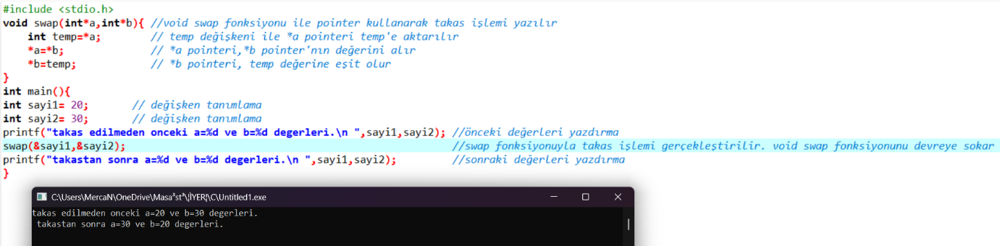 #include <stdio.h>
void swap(int*a,int*b){ //void swap fonksiyonu ile pointer kullanarak takas işlemi yazılır
    int temp=*a;         // temp değişkeni ile *a pointeri temp'e aktarılır
    *a=*b;               // *a pointeri,*b pointer'nın değerini alır
    *b=temp;             // *b pointeri, temp değerine eşit olur
}
int main(){
int sayi1= 20;       // değişken tanımlama
int sayi2= 30;       // değişken tanımlama
printf("takas edilmeden onceki a=%d ve b=%d degerleri.\n ",sayi1,sayi2); //önceki değerleri yazdırma
swap(&sayi1,&sayi2);                                                     //swap fonksiyonuyla takas işlemi gerçekleştirilir. void swap fonksiyonunu devreye sokar
printf("takastan sonra a=%d ve b=%d degerleri.\n ",sayi1,sayi2);         //sonraki değerleri yazdırma
}
C:\Users\MercaN\OneDrive\Masa³st³\¡İYER¡\C\Untitled1.exe
takas edilmeden onceki a=20 ve b=30 degerleri.
 takastan sonra a=30 ve b=20 degerleri.